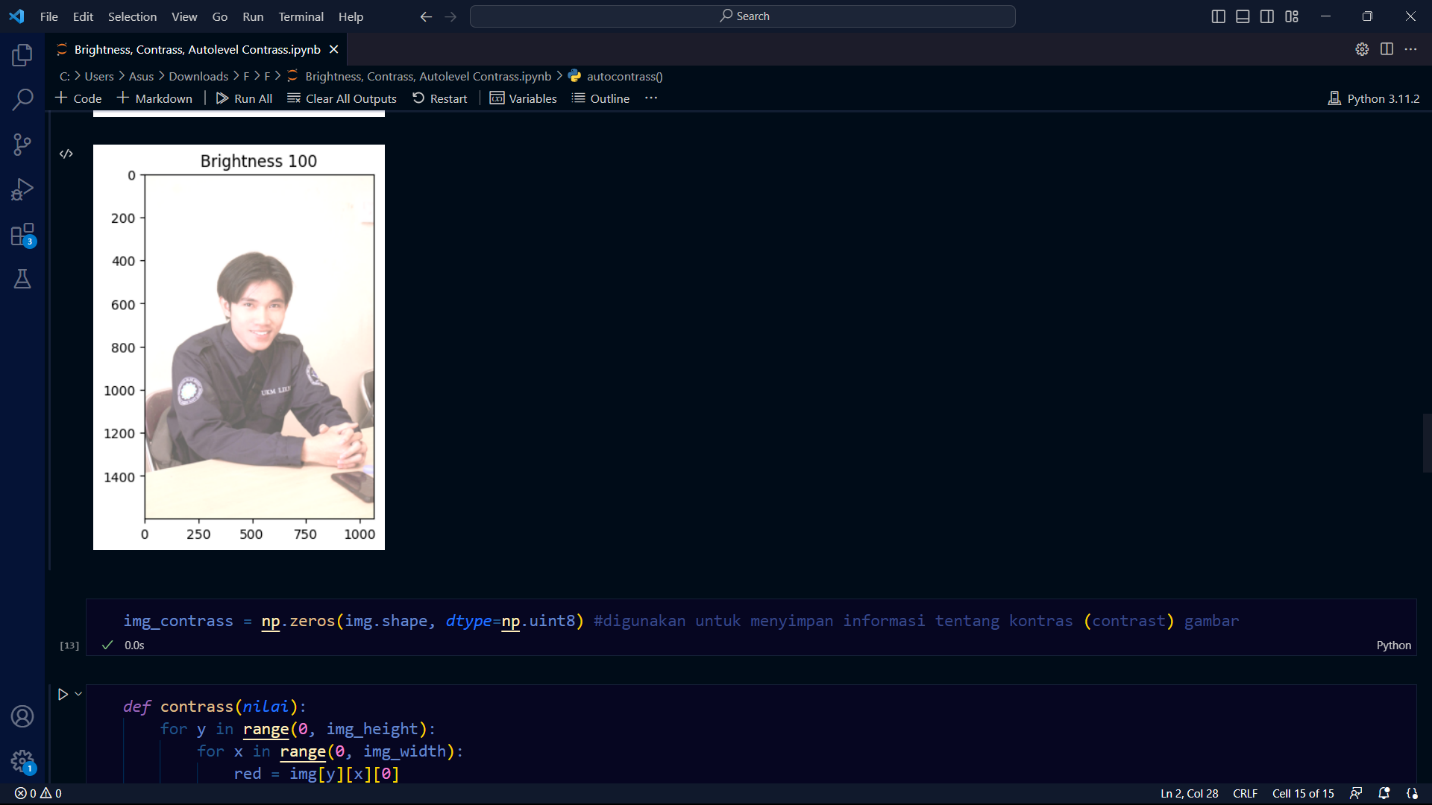 File Edit Selection View Go Run Terminal Help Search
Brightness, Contrass, Autolevel Contrass.ipynb
C: > Users > Asus > Downloads > F > F > Brightness, Contrass, Autolevel Contrass.ipynb > autocontrass()
+ Code + Markdown Run All Clear All Outputs Restart Variables Outline ... Python 3.11.2
Brightness 100
0
200
400
600
800
1000
1200
1400
0 250 500 750 1000
UKM
3
img_contrass = np.zeros(img.shape, dtype=np.uint8) #digunakan untuk menyimpan informasi tentang kontras (contrast) gambar
[13] 0.0s Python
def contrass(nilai):
for y in range(0, img_height):
for x in range(0, img_width):
red = img[y][x][0]
1
0 0 Ln 2, Col 28 CRLF Cell 15 of 15